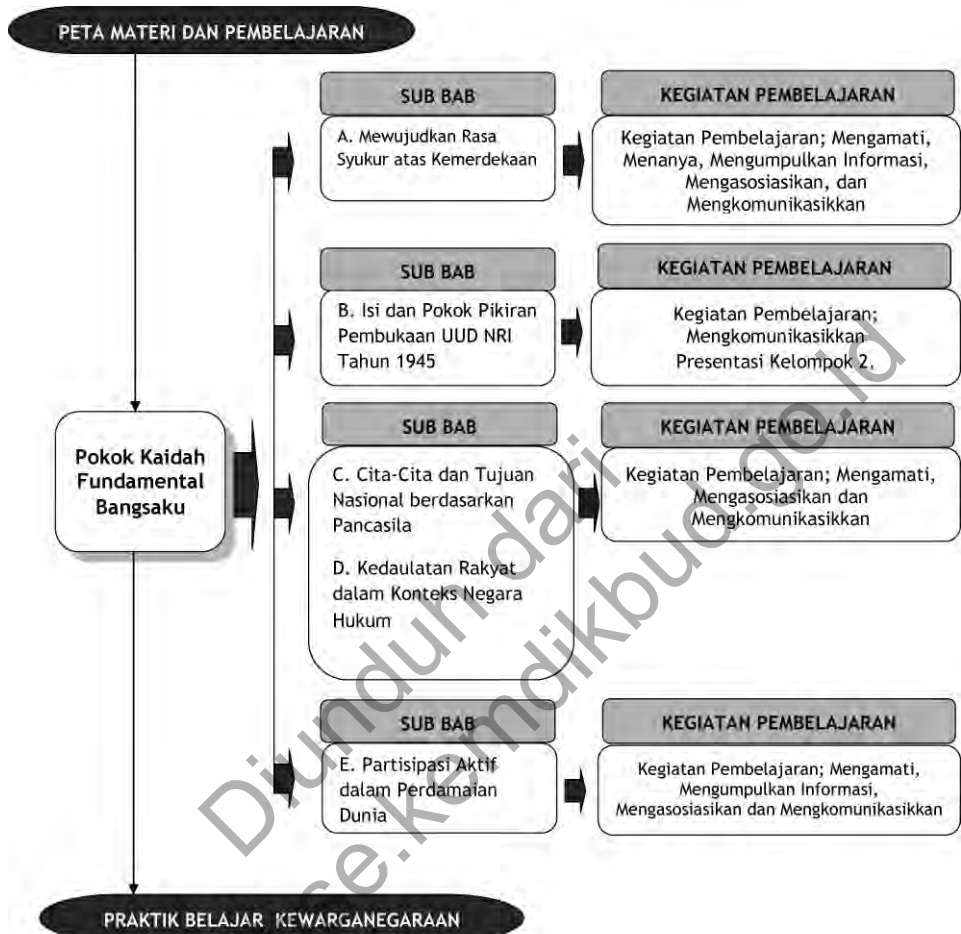 PETA MATERI DAN PEMBELAJARAN
SUB BAB
A. Mewujudkan Rasa
Syukur atas Kemerdekaan
KEGIATAN PEMBELAJARAN
Kegiatan Pembelajaran; Mengamati,
Menanya, Mengumpulkan Informasi,
Mengasosiasikan, dan
Mengkomunikasikkan
SUB BAB
B. Isi dan Pokok Pikiran
Pembukaan UUD NRI
Tahun 1945
KEGIATAN PEMBELAJARAN
Kegiatan Pembelajaran;
Mengkomunikasikkan
Presentasi Kelompok 2.
Pokok Kaidah
Fundamental
Bangsaku
SUB BAB
C. Cita-Cita dan Tujuan
Nasional berdasarkan
Pancasila
D. Kedaulatan Rakyat
dalam Konteks Negara
Hukum
KEGIATAN PEMBELAJARAN
Kegiatan Pembelajaran; Mengamati,
Mengasosiasikan dan
Mengkomunikasikkan
SUB BAB
E. Partisipasi Aktif
dalam Perdamaian
Dunia
KEGIATAN PEMBELAJARAN
Kegiatan Pembelajaran; Mengamati,
Mengumpulkan Informasi,
Mengasosiasikan dan Mengkomunikasikkan
PRAKTIK BELAJAR KEWARGANEGARAAN
Diunduh dari
se.kemdikbud.go.id